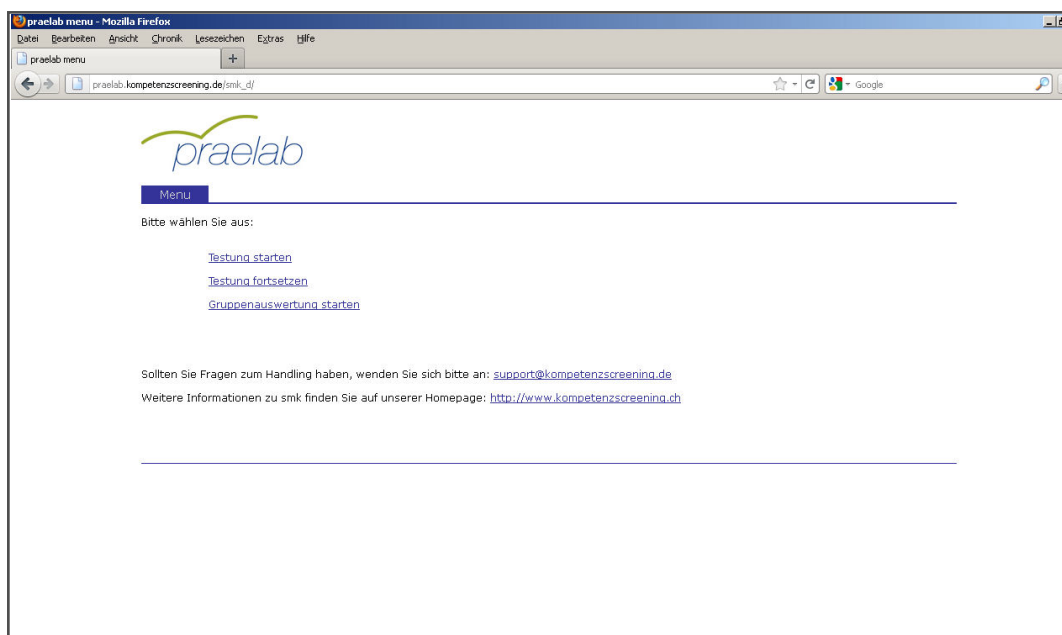 praelab menu - Mozilla Firefox
Datei Bearbeiten Ansicht Chronik Lesezeichen Extras Hilfe
praelab menu
praelab.kompetenzscreening.de/smk_d/
Google
praelab
Menu
Bitte wählen Sie aus:
Testung starten
Testung fortsetzen
Gruppenauswertung starten
Sollten Sie Fragen zum Handling haben, wenden Sie sich bitte an: support@kompetenzscreening.de
Weitere Informationen zu smk finden Sie auf unserer Homepage: http://www.kompetenzscreening.ch